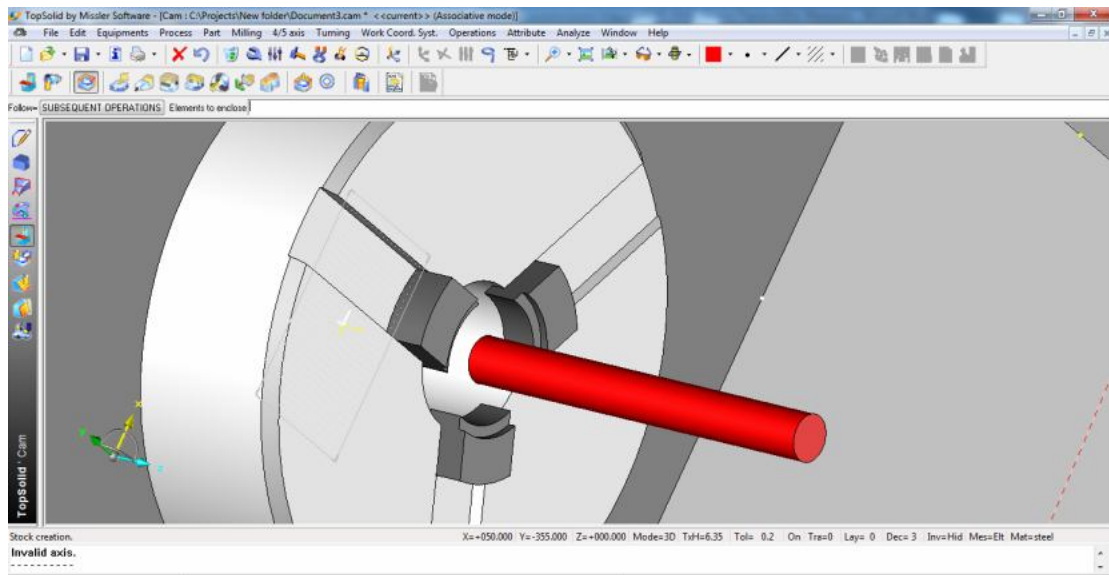 TopSolid by Missler Software - [Cam : C:\Projects\New folder\Document3.cam * <<current>> (Associative mode)]
File Edit Equipments Process Part Milling 4/5 axis Turning Work Coord. Syst. Operations Attribute Analyze Window Help
Follow= SUBSEQUENT OPERATIONS Elements to enclose
x
y
z
TopSolid'Cam
Stock creation. X=+050.000 Y=-355.000 Z=+000.000 Mode=3D TxH=6.35 Tol= 0.2 On Tra=0 Lay= 0 Dec= 3 Inv=Hid Mes=Elt Mat=steel
Invalid axis.
----------